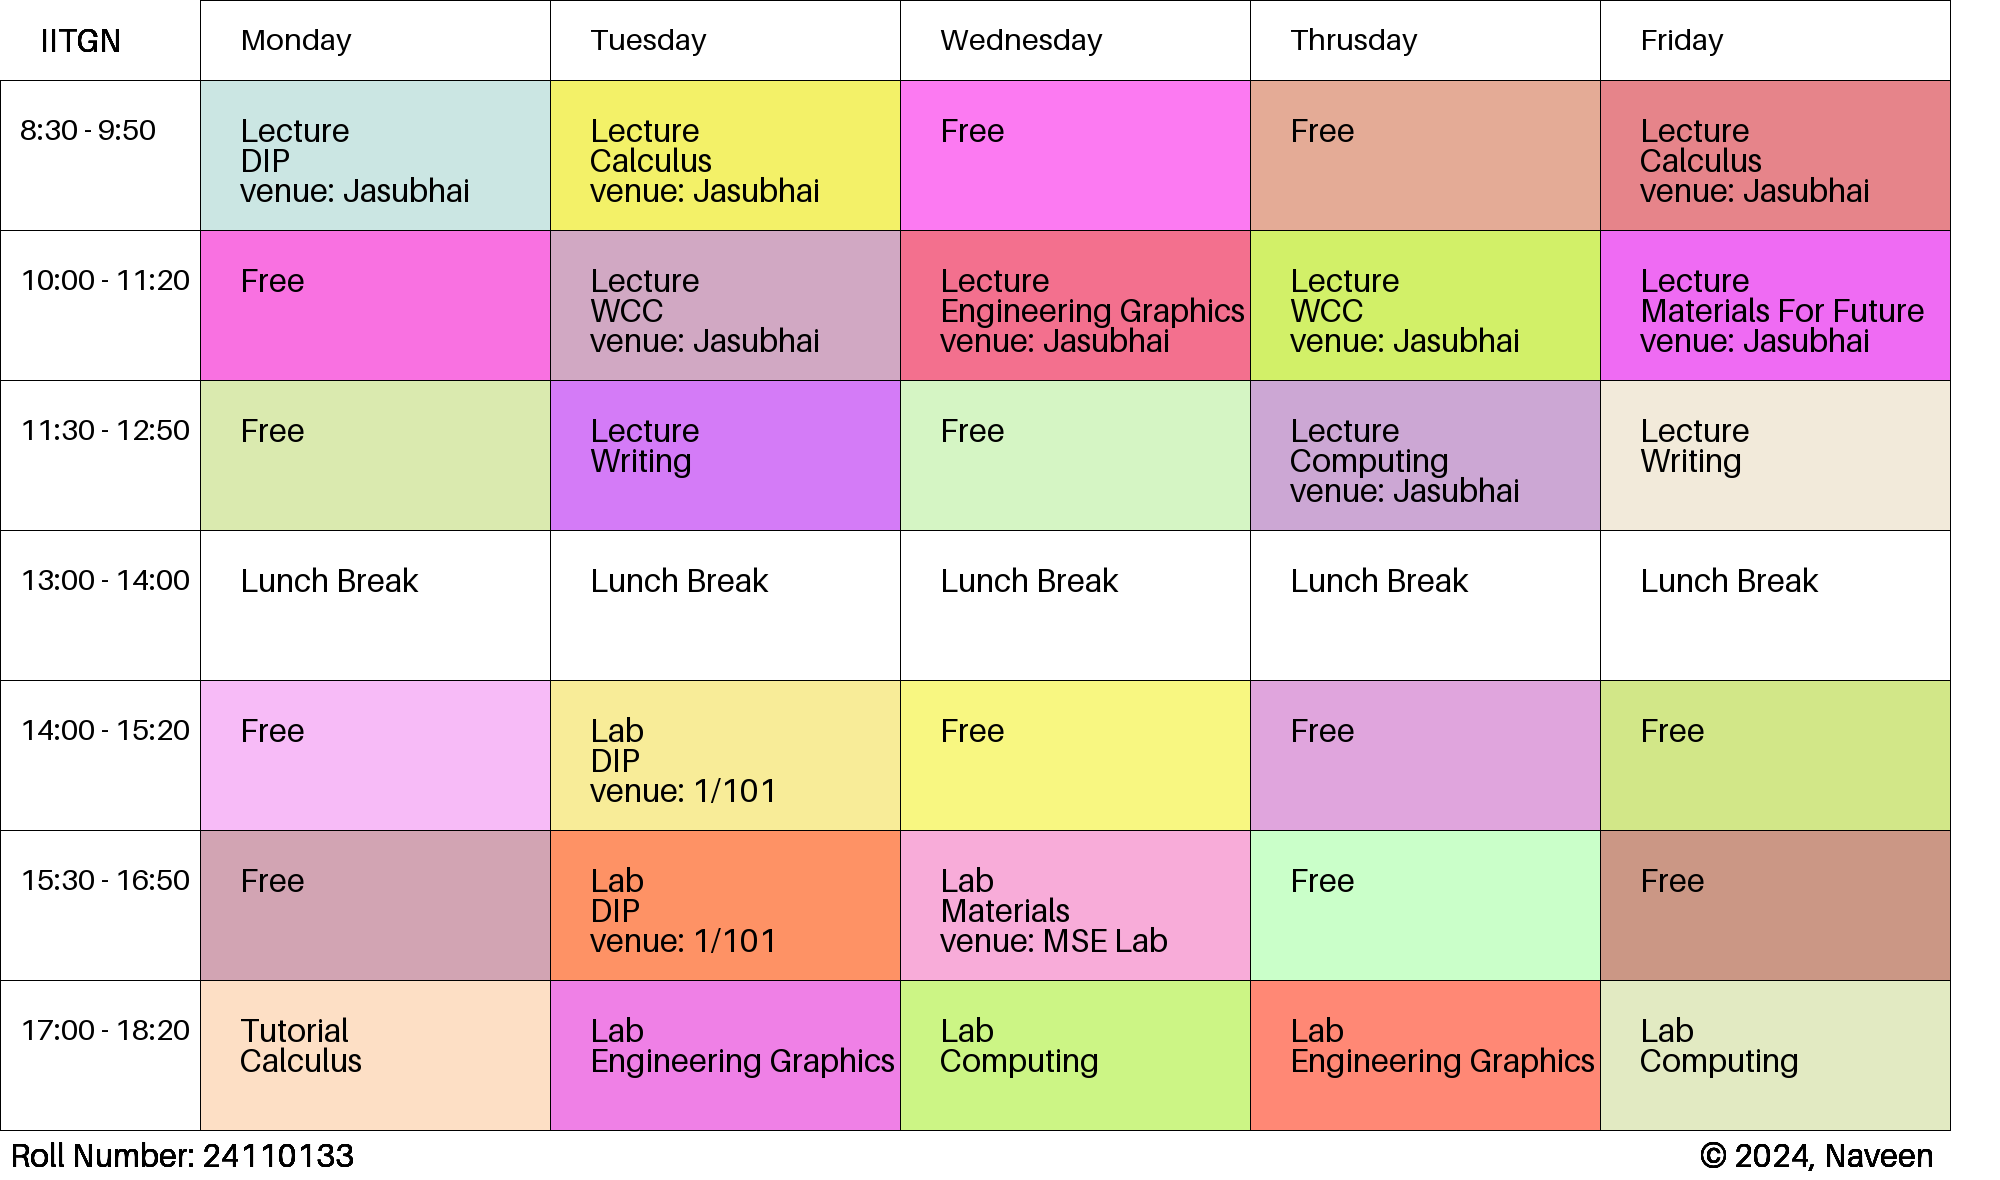 IITGN
Monday
Tuesday
Wednesday
Thrusday
Friday
8:30 - 9:50
Lecture
DIP
venue: Jasubhai
Lecture
Calculus
venue: Jasubhai
Free
Free
Lecture
Calculus
venue: Jasubhai
10:00 - 11:20
Free
Lecture
WCC
venue: Jasubhai
Lecture
Engineering Graphics
venue: Jasubhai
Lecture
WCC
venue: Jasubhai
Lecture
Materials For Future
venue: Jasubhai
11:30 - 12:50
Free
Lecture
Writing
Free
Lecture
Computing
venue: Jasubhai
Lecture
Writing
13:00 - 14:00
Lunch Break
Lunch Break
Lunch Break
Lunch Break
Lunch Break
14:00 - 15:20
Free
Lab
DIP
venue: 1/101
Free
Free
Free
15:30 - 16:50
Free
Lab
DIP
venue: 1/101
Lab
Materials
venue: MSE Lab
Free
Free
17:00 - 18:20
Tutorial
Calculus
Lab
Engineering Graphics
Lab
Computing
Lab
Engineering Graphics
Lab
Computing
Roll Number: 24110133
© 2024, Naveen